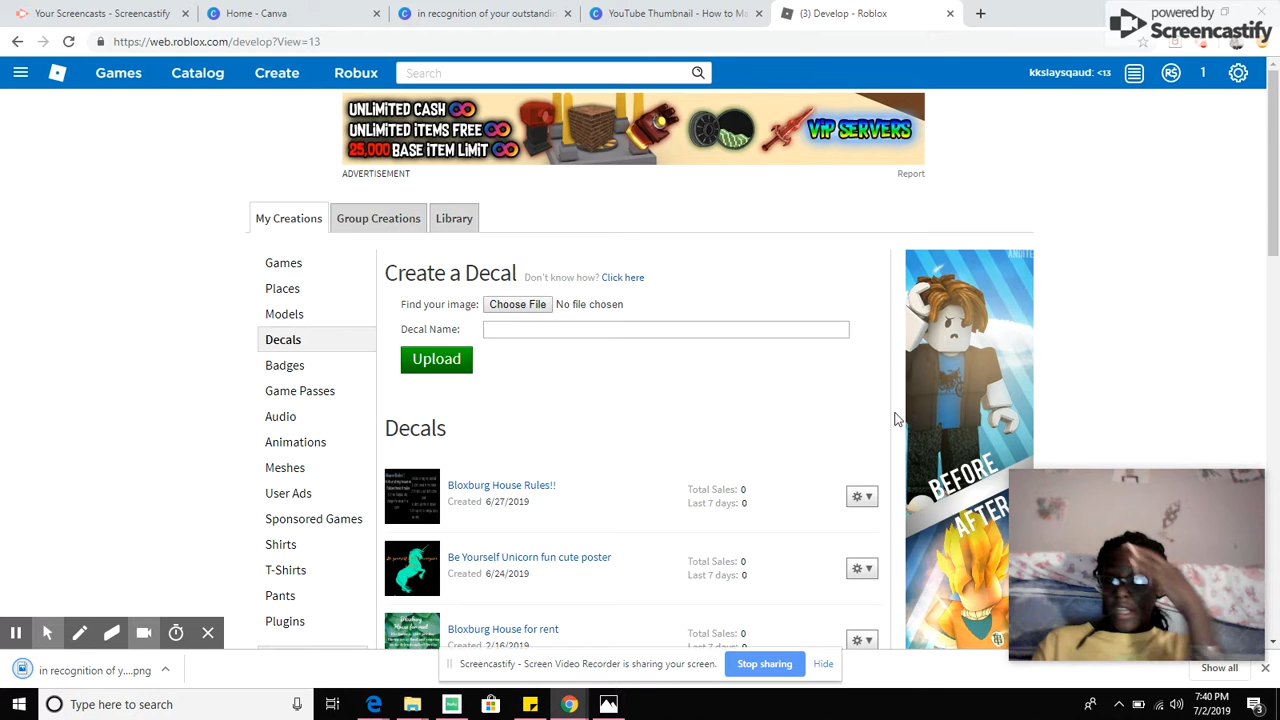 Your Screens - Screencastify
Home - Canva
in recognition of your outstandin
YouTube Thumbnail - How to Ma
(3) Develop - Roblox
powered by
Screencastify
https://web.roblox.com/develop?View=13
Games
Catalog
Create
Robux
Search
kkslaysqaud: <13
1
UNLIMITED CASH
UNLIMITED ITEMS FREE
25,000 BASE ITEM LIMIT
VIP SERVERS
ADVERTISEMENT
Report
My Creations
Group Creations
Library
Games
Places
Models
Decals
Badges
Game Passes
Audio
Animations
Meshes
User Ads
Sponsored Games
Shirts
T-Shirts
Pants
Plugins
Create a Decal Don't know how? Click here
Find your image: Choose File No file chosen
Decal Name:
Upload
Decals
Bloxburg House Rules!!
Created 6/27/2019
Total Sales: 0
Last 7 days: 0
Be Yourself Unicorn fun cute poster
Created 6/24/2019
Total Sales: 0
Last 7 days: 0
Bloxburg House for rent
Created 2/16/2019
Total Sales: 0
Last 7 days: 0
BEFORE
AFTER
in recognition of y....png
Screencastify - Screen Video Recorder is sharing your screen.
Stop sharing
Hide
Show all
Type here to search
7:40 PM
7/2/2019